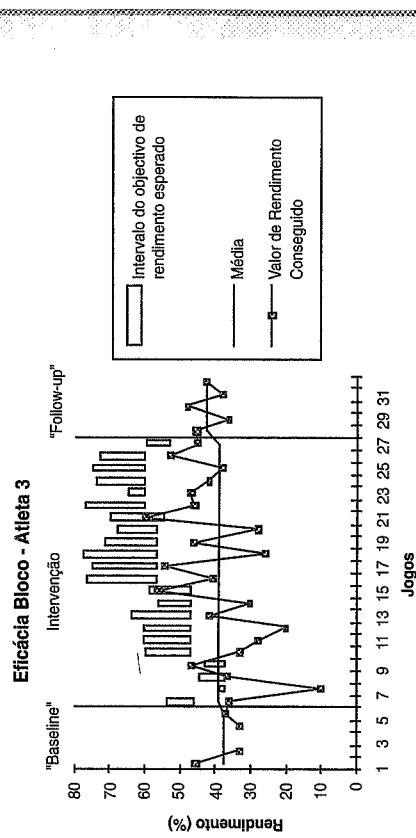 Eficácia Bloco - Atleta 3
"Baseline"
Intervenção
"Follow-up"
Rendimento (%)
80
70
60
50
40
30
20
10
0
1 3 5 7 9 11 13 15 17 19 21 23 25 27 29 31
Jogos
Intervalo do objectivo de
rendimento esperado
Média
Valor de Rendimento
Conseguido